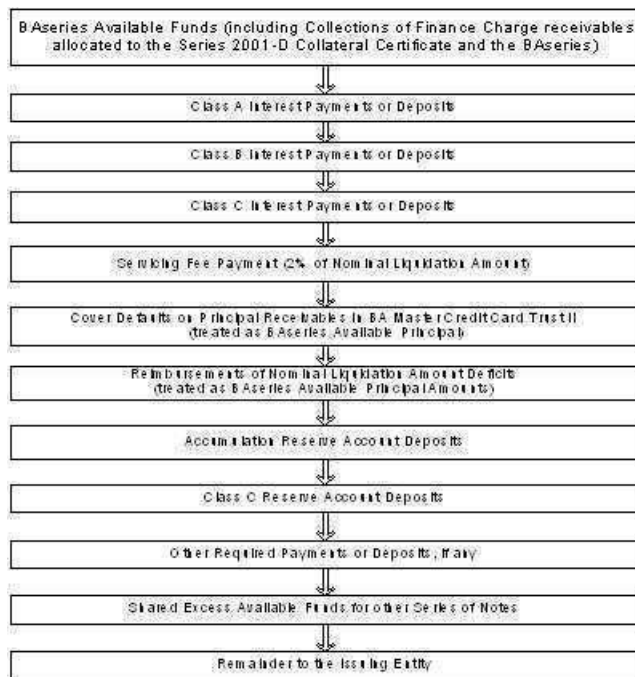 BAseries Available Funds (including Collections of Finance Charge receivables
allocated to the Series 2001-D Collateral Certificate and the BAseries)
Class A Interest Payments or Deposits
Class B Interest Payments or Deposits
Class C Interest Payments or Deposits
Servicing Fee Payment (2% of Nominal Liquidation Amount)
Cover Defaults on Principal Receivables in BA Master Credit Card Trust II
(treated as BAseries Available Principal)
Reimbursements of Nominal Liquidation Amount Deficits
(treated as BAseries Available Principal Amounts)
Accumulation Reserve Account Deposits
Class C Reserve Account Deposits
Other Required Payments or Deposits, if any
Shared Excess Available Funds for other Series of Notes
Remainder to the Issuing Entity